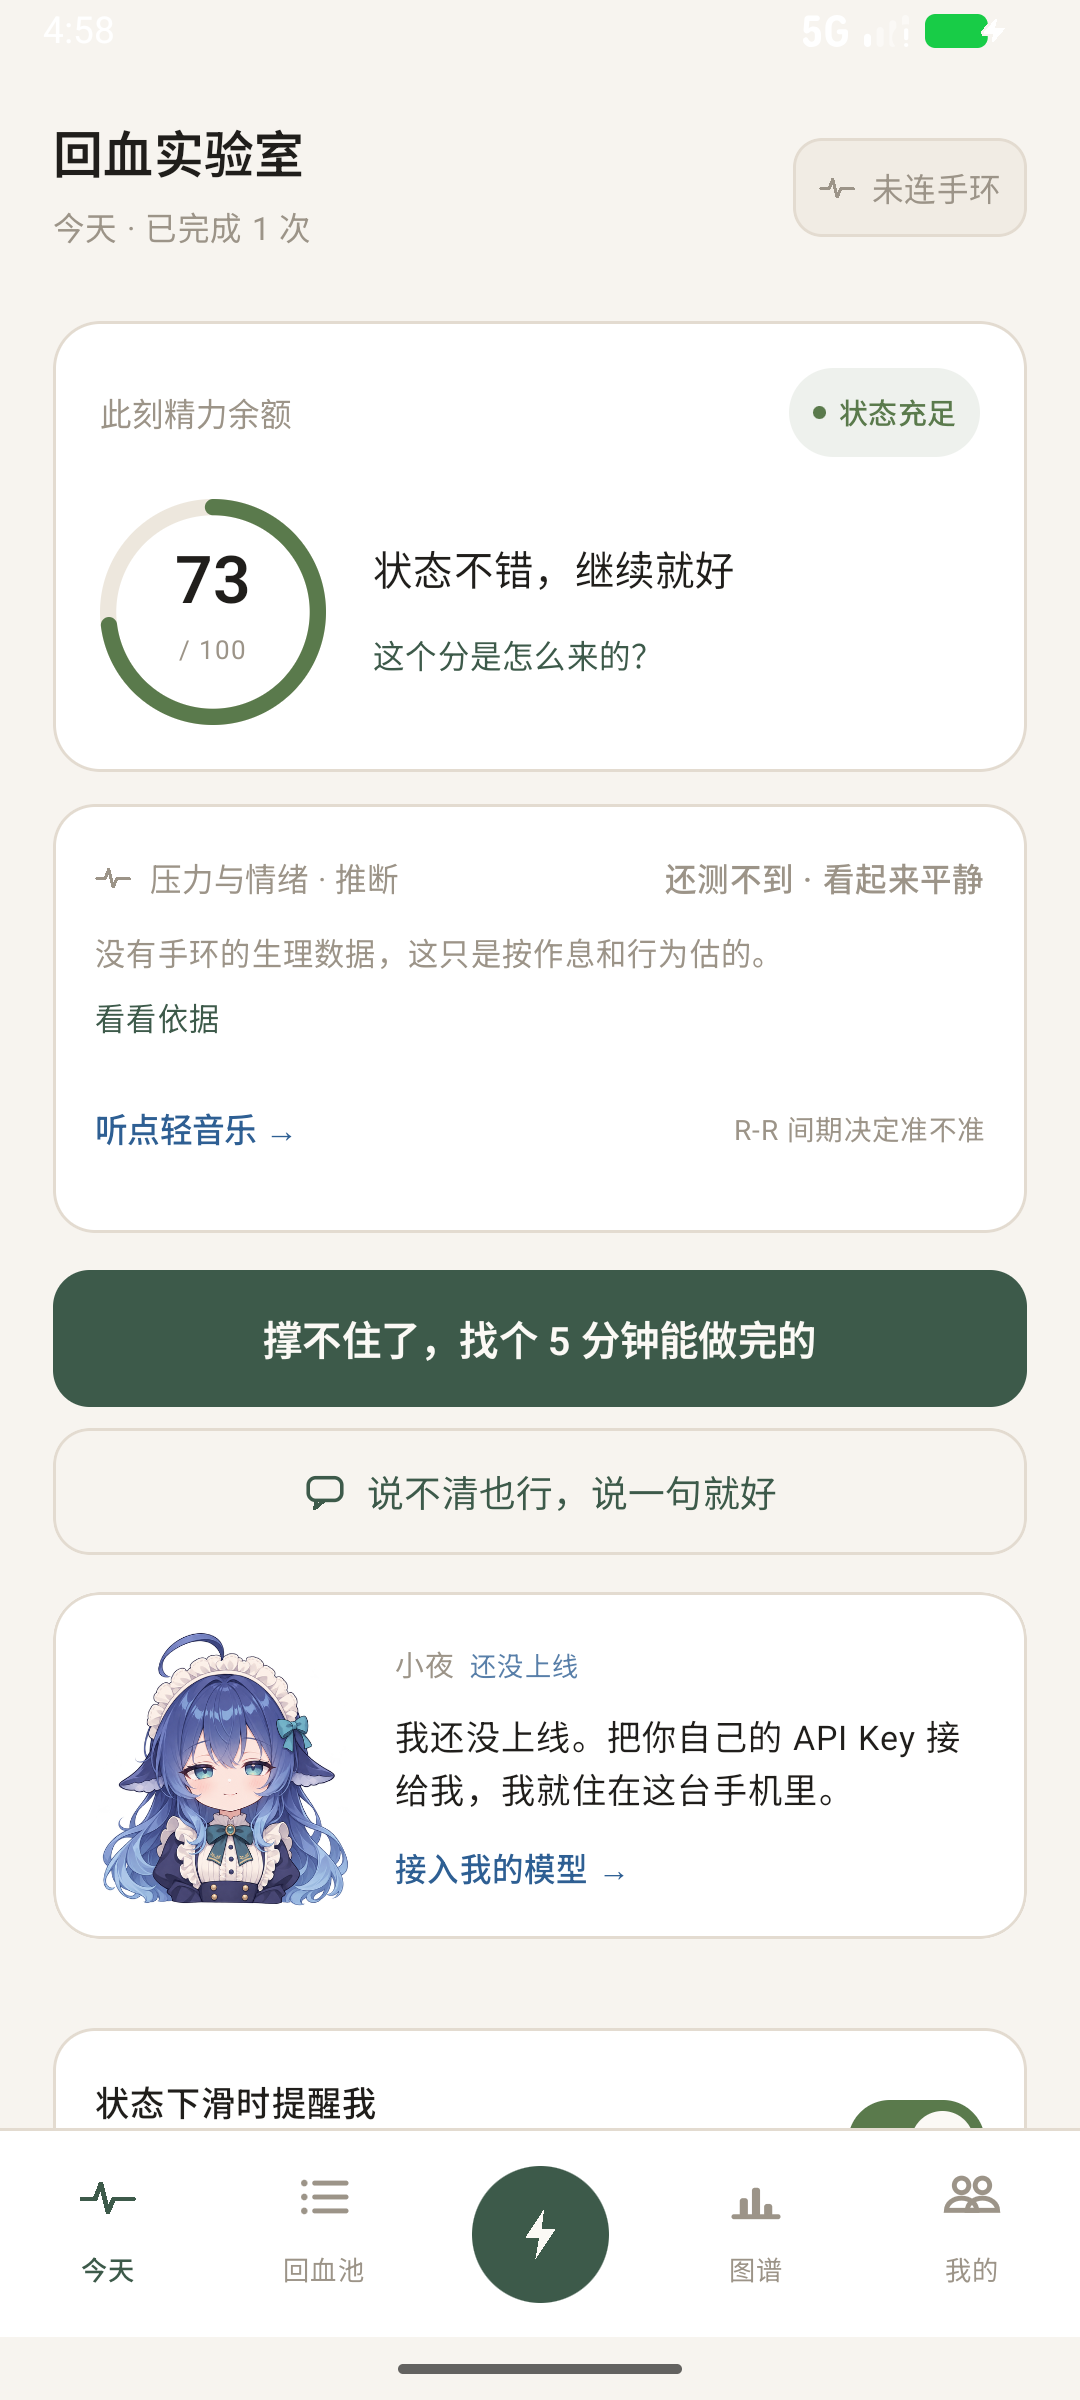 4:58
5G
回血实验室
未连手环
今天 · 已完成 1 次
此刻精力余额
状态充足
73
/ 100
状态不错，继续就好
这个分是怎么来的？
压力与情绪 · 推断
还测不到 · 看起来平静
没有手环的生理数据，这只是按作息和行为估的。
看看依据
听点轻音乐 →
R-R 间期决定准不准
撑不住了，找个 5 分钟能做完的
说不清也行，说一句就好
小夜 还没上线
我还没上线。把你自己的 API Key 接
给我，我就住在这台手机里。
接入我的模型 →
状态下滑时提醒我
今天
回血池
图谱
我的